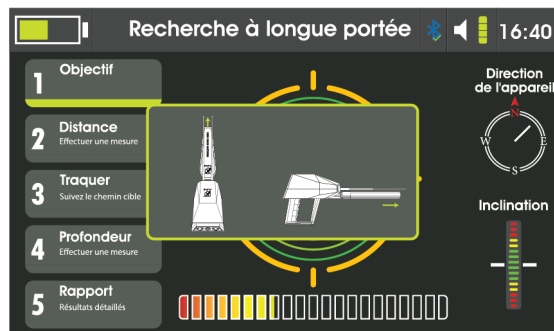 Recherche à longue portée
16:40
1 Objectif
2 Distance
Effectuer une mesure
3 Traquer
Suivez le chemin cible
4 Profondeur
Effectuer une mesure
5 Rapport
Résultats détaillés
Direction
de l'appareil
N
W E
S
Inclination